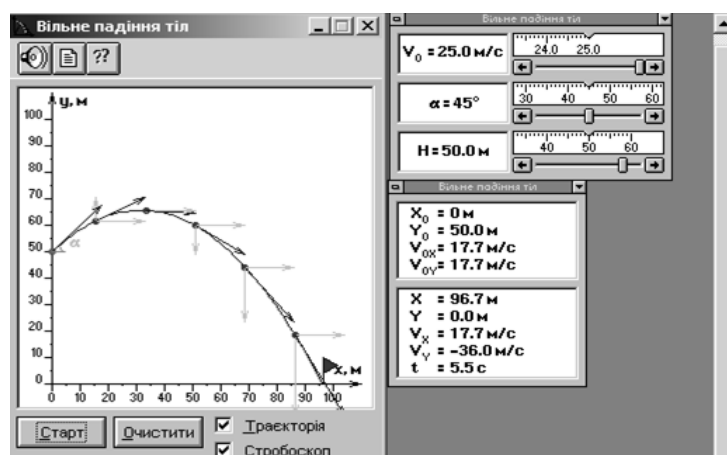 Вільне падіння тіл
??
y, м
100
90
80
70
60
50
40
30
20
10
0
α
x, м
0 10 20 30 40 50 60 70 80 90 100
Старт
Очистити
Траєкторія
Стробоскоп
Вільне падіння тіл
V₀ = 25.0 м/с
24.0 25.0
α = 45°
30 40 50 60
H = 50.0 м
40 50 60
Вільне падіння тіл
X₀ = 0 м
Y₀ = 50.0 м
V₀X = 17.7 м/с
V₀Y = 17.7 м/с
X = 96.7 м
Y = 0.0 м
VX = 17.7 м/с
VY = -36.0 м/с
t = 5.5 с